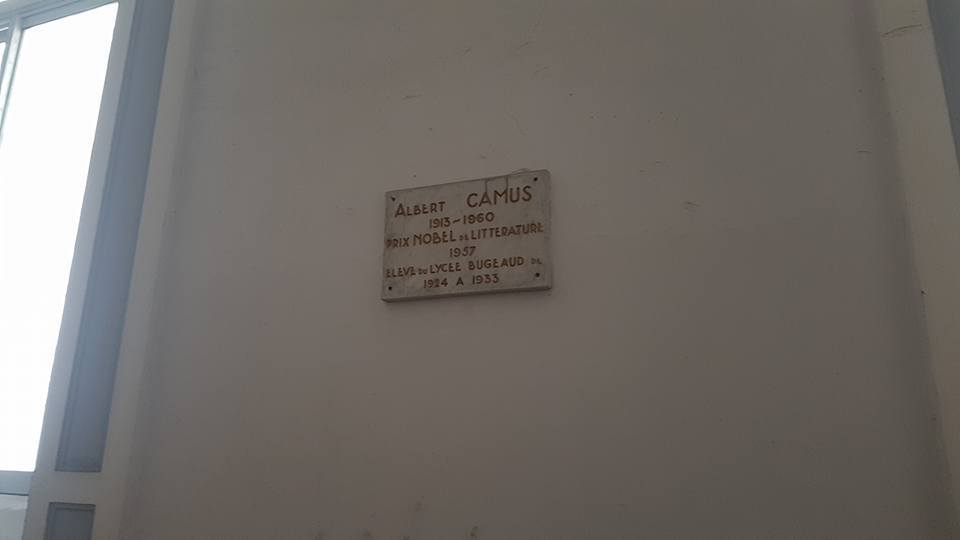 ALBERT CAMUS
1913-1960
PRIX NOBEL DE LITTERATURE
1957
ELEVE DU LYCEE BUGEAUD DE
1924 A 1933